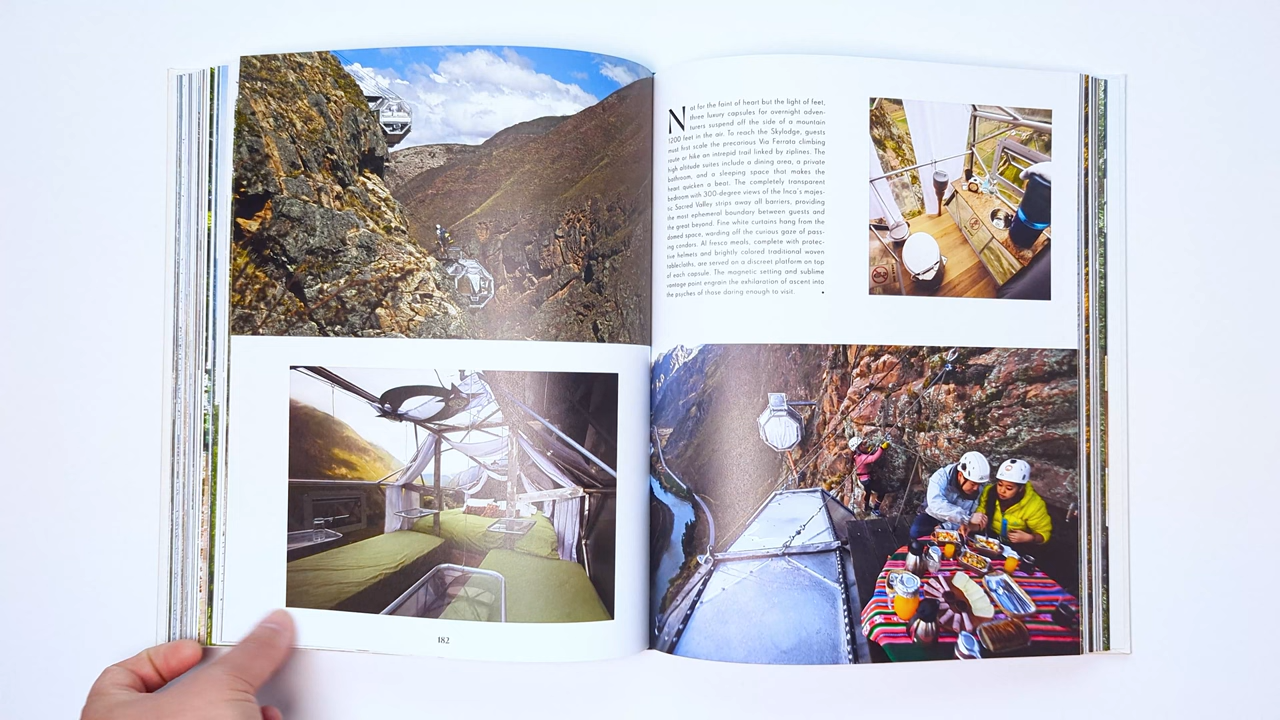 Not for the faint of heart but the light of feet,
three luxury capsules for overnight adven-
turers suspend off the side of a mountain
1200 feet in the air. To reach the Skylodge, guests
must first scale the precarious Via Ferrata climbing
route or hike an intrepid trail linked by ziplines. The
high altitude suites include a dining area, a private
bathroom, and a sleeping space that makes the
heart quicken a beat. The completely transparent
bedroom with 300-degree views of the Inca's majes-
tic Sacred Valley strips away all barriers, providing
the most ephemeral boundary between guests and
the great beyond. Fine white curtains hang from the
domed space, warding off the curious gaze of pass-
ing condors. Al fresco meals, complete with protec-
tive helmets and brightly colored traditional woven
tablecloths, are served on a discreet platform on top
of each capsule. The magnetic setting and sublime
vantage point engrain the exhilaration of ascent into
the psyches of those daring enough to visit.
182